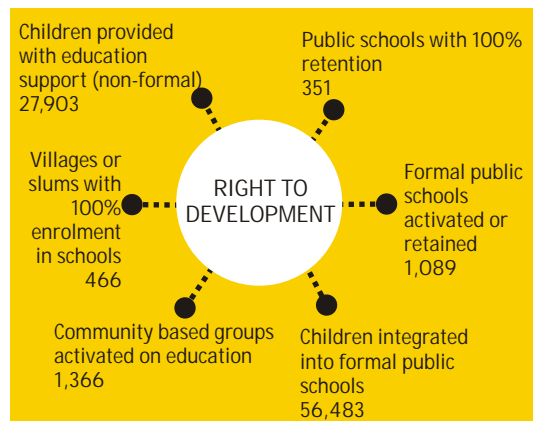 Children provided
with education
support (non-formal)
27,903
Public schools with 100%
retention
351
Villages or
slums with
100%
enrolment
in schools
466
RIGHT TO
DEVELOPMENT
Formal public
schools
activated or
retained
1,089
Community based groups
activated on education
1,366
Children integrated
into formal public
schools
56,483